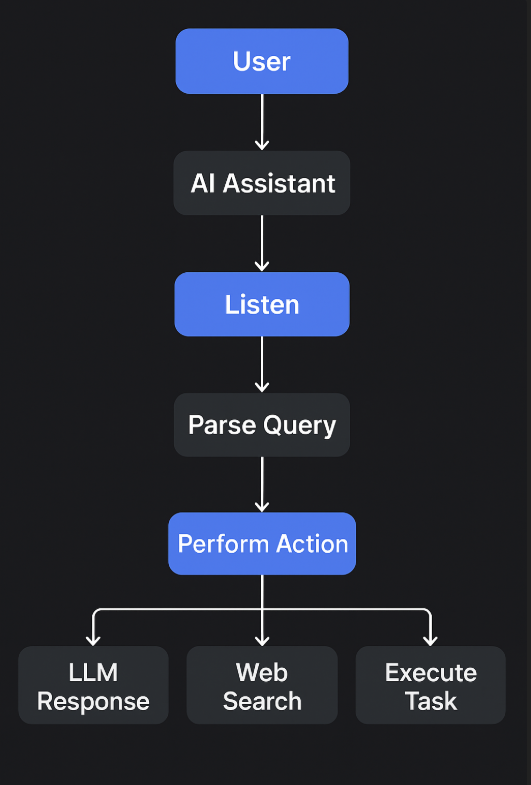 User
AI Assistant
Listen
Parse Query
Perform Action
LLM
Response
Web
Search
Execute
Task